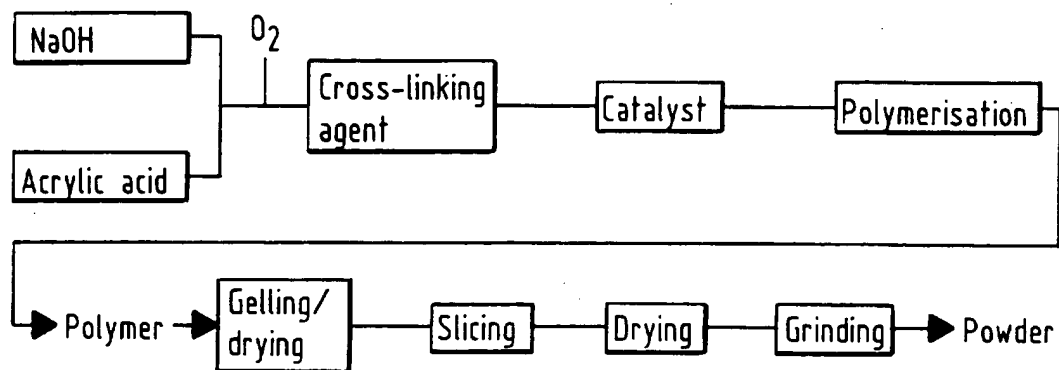 NaOH
O2
Cross-linking
agent
Catalyst
Polymerisation
Acrylic acid
Polymer
Gelling/
drying
Slicing
Drying
Grinding
Powder